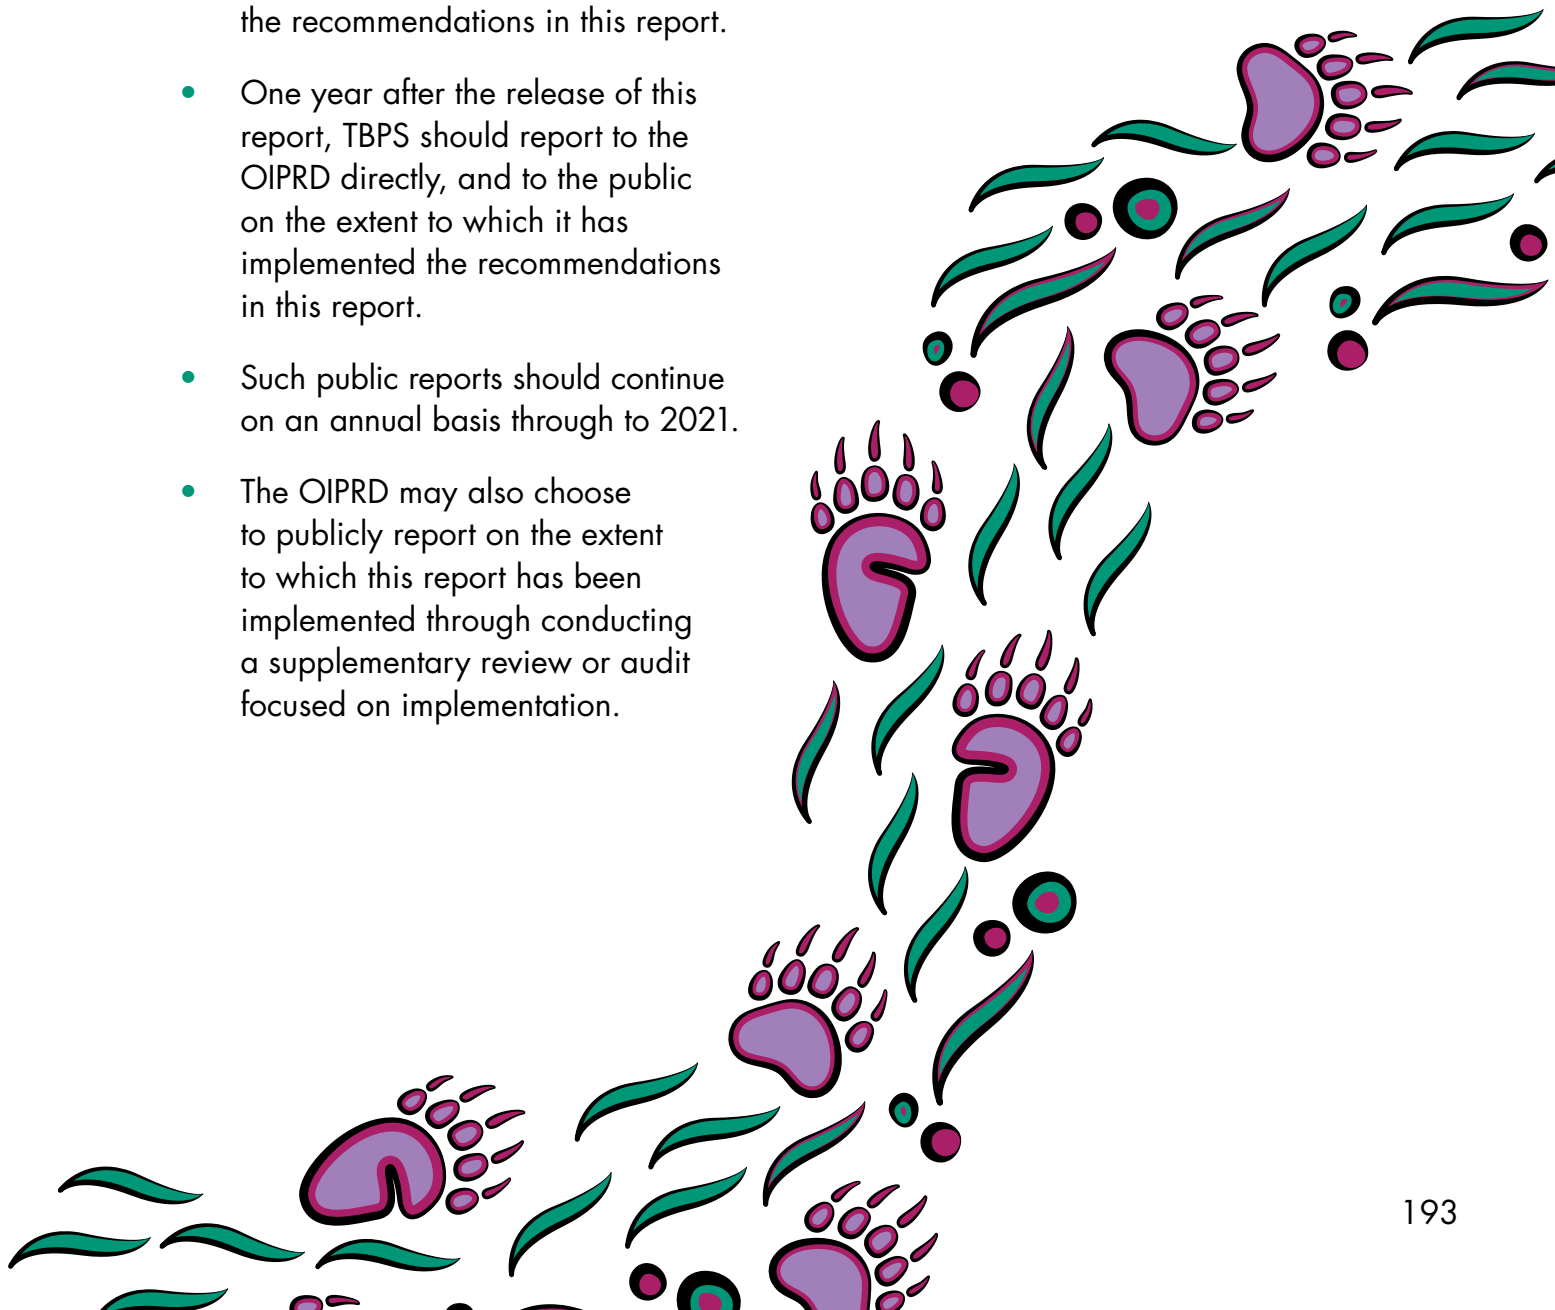 the recommendations in this report.
• One year after the release of this
report, TBPS should report to the
OIPRD directly, and to the public
on the extent to which it has
implemented the recommendations
in this report.
• Such public reports should continue
on an annual basis through to 2021.
• The OIPRD may also choose
to publicly report on the extent
to which this report has been
implemented through conducting
a supplementary review or audit
focused on implementation.
193